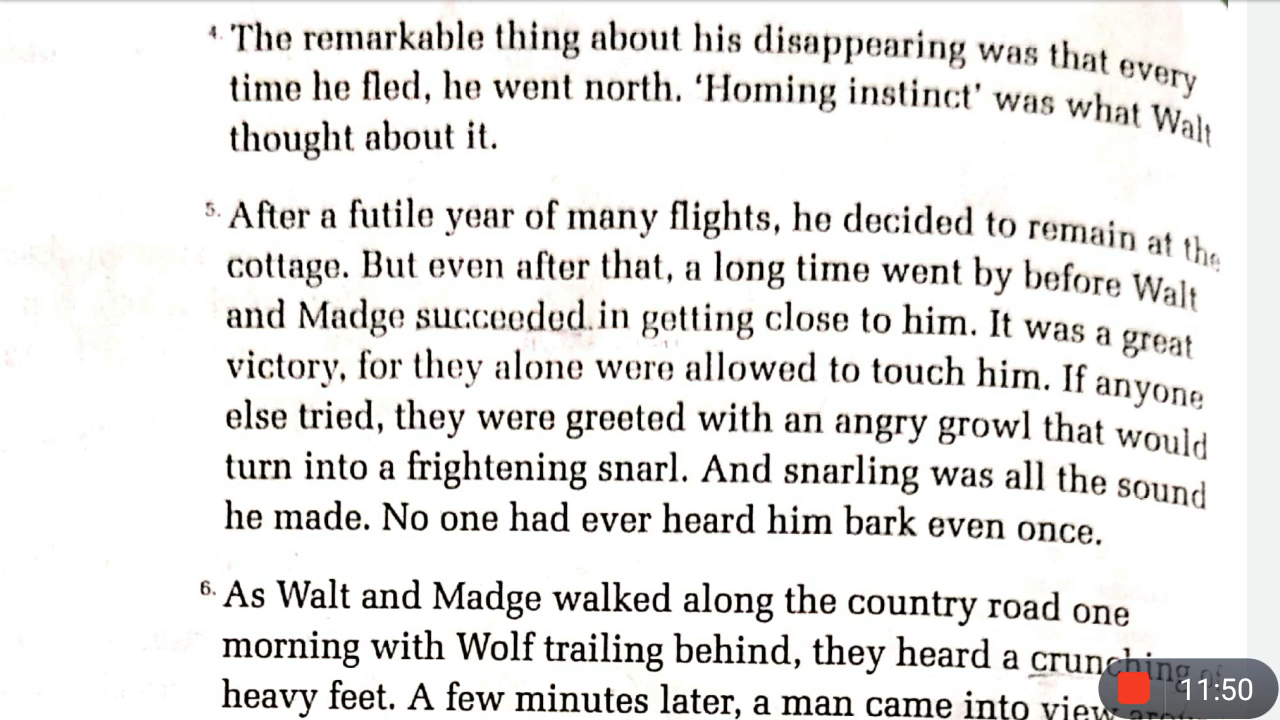 4. The remarkable thing about his disappearing was that every
time he fled, he went north. ‘Homing instinct’ was what Walt
thought about it.
5. After a futile year of many flights, he decided to remain at the
cottage. But even after that, a long time went by before Walt
and Madge succeeded in getting close to him. It was a great
victory, for they alone were allowed to touch him. If anyone
else tried, they were greeted with an angry growl that would
turn into a frightening snarl. And snarling was all the sound
he made. No one had ever heard him bark even once.
6. As Walt and Madge walked along the country road one
morning with Wolf trailing behind, they heard a crunching
heavy feet. A few minutes later, a man came into view
11:50